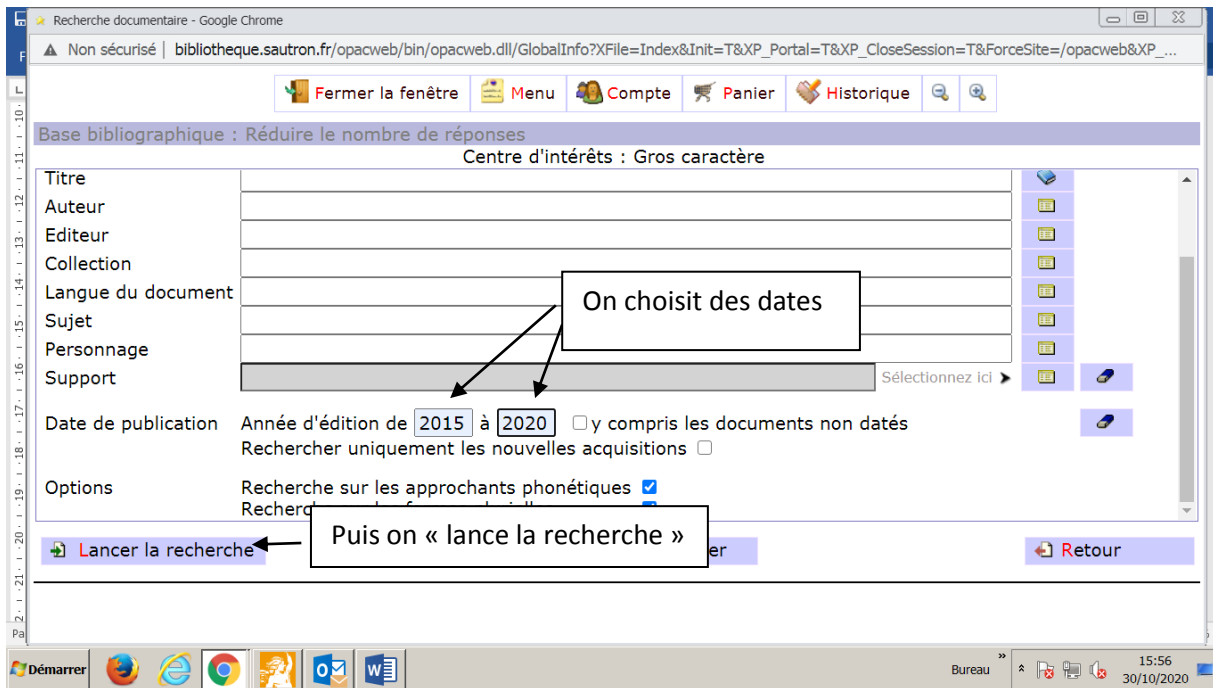 Recherche documentaire - Google Chrome
Non sécurisé | bibliotheque.sautron.fr/opacweb/bin/opacweb.dll/GlobalInfo?XFile=Index&Init=T&XP_Portal=T&XP_CloseSession=T&ForceSite=/opacweb&XP_...
Fermer la fenêtre Menu Compte Panier Historique
Base bibliographique : Réduire le nombre de réponses
Centre d'intérêts : Gros caractère
Titre
Auteur
Editeur
Collection
Langue du document
On choisit des dates
Sujet
Personnage
Support Sélectionnez ici
Date de publication Année d'édition de 2015 à 2020 y compris les documents non datés
Rechercher uniquement les nouvelles acquisitions
Options Recherche sur les approchants phonétiques
Puis on « lance la recherche »
Lancer la recherche Retour
Démarrer Bureau 15:56
30/10/2020